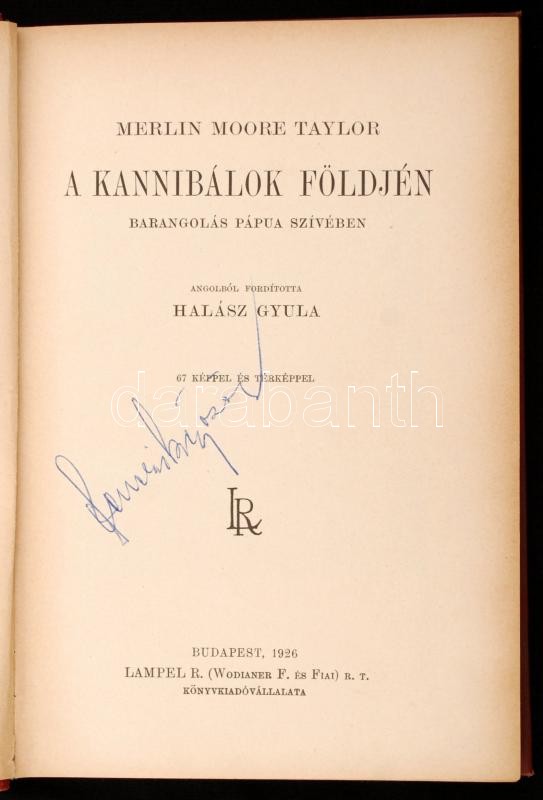 MERLIN MOORE TAYLOR
A KANNIBÁLOK FÖLDJÉN
BARANGOLÁS PÁPUA SZÍVÉBEN
ANGOLBÓL FORDÍTOTTA
HALÁSZ GYULA
67 KÉPPEL ÉS TÉRKÉPPEL
darabanth
LR
BUDAPEST, 1926
LAMPEL R. (WODIANER F. ÉS FIAI) R. T.
KÖNYVKIADÓVÁLLALATA